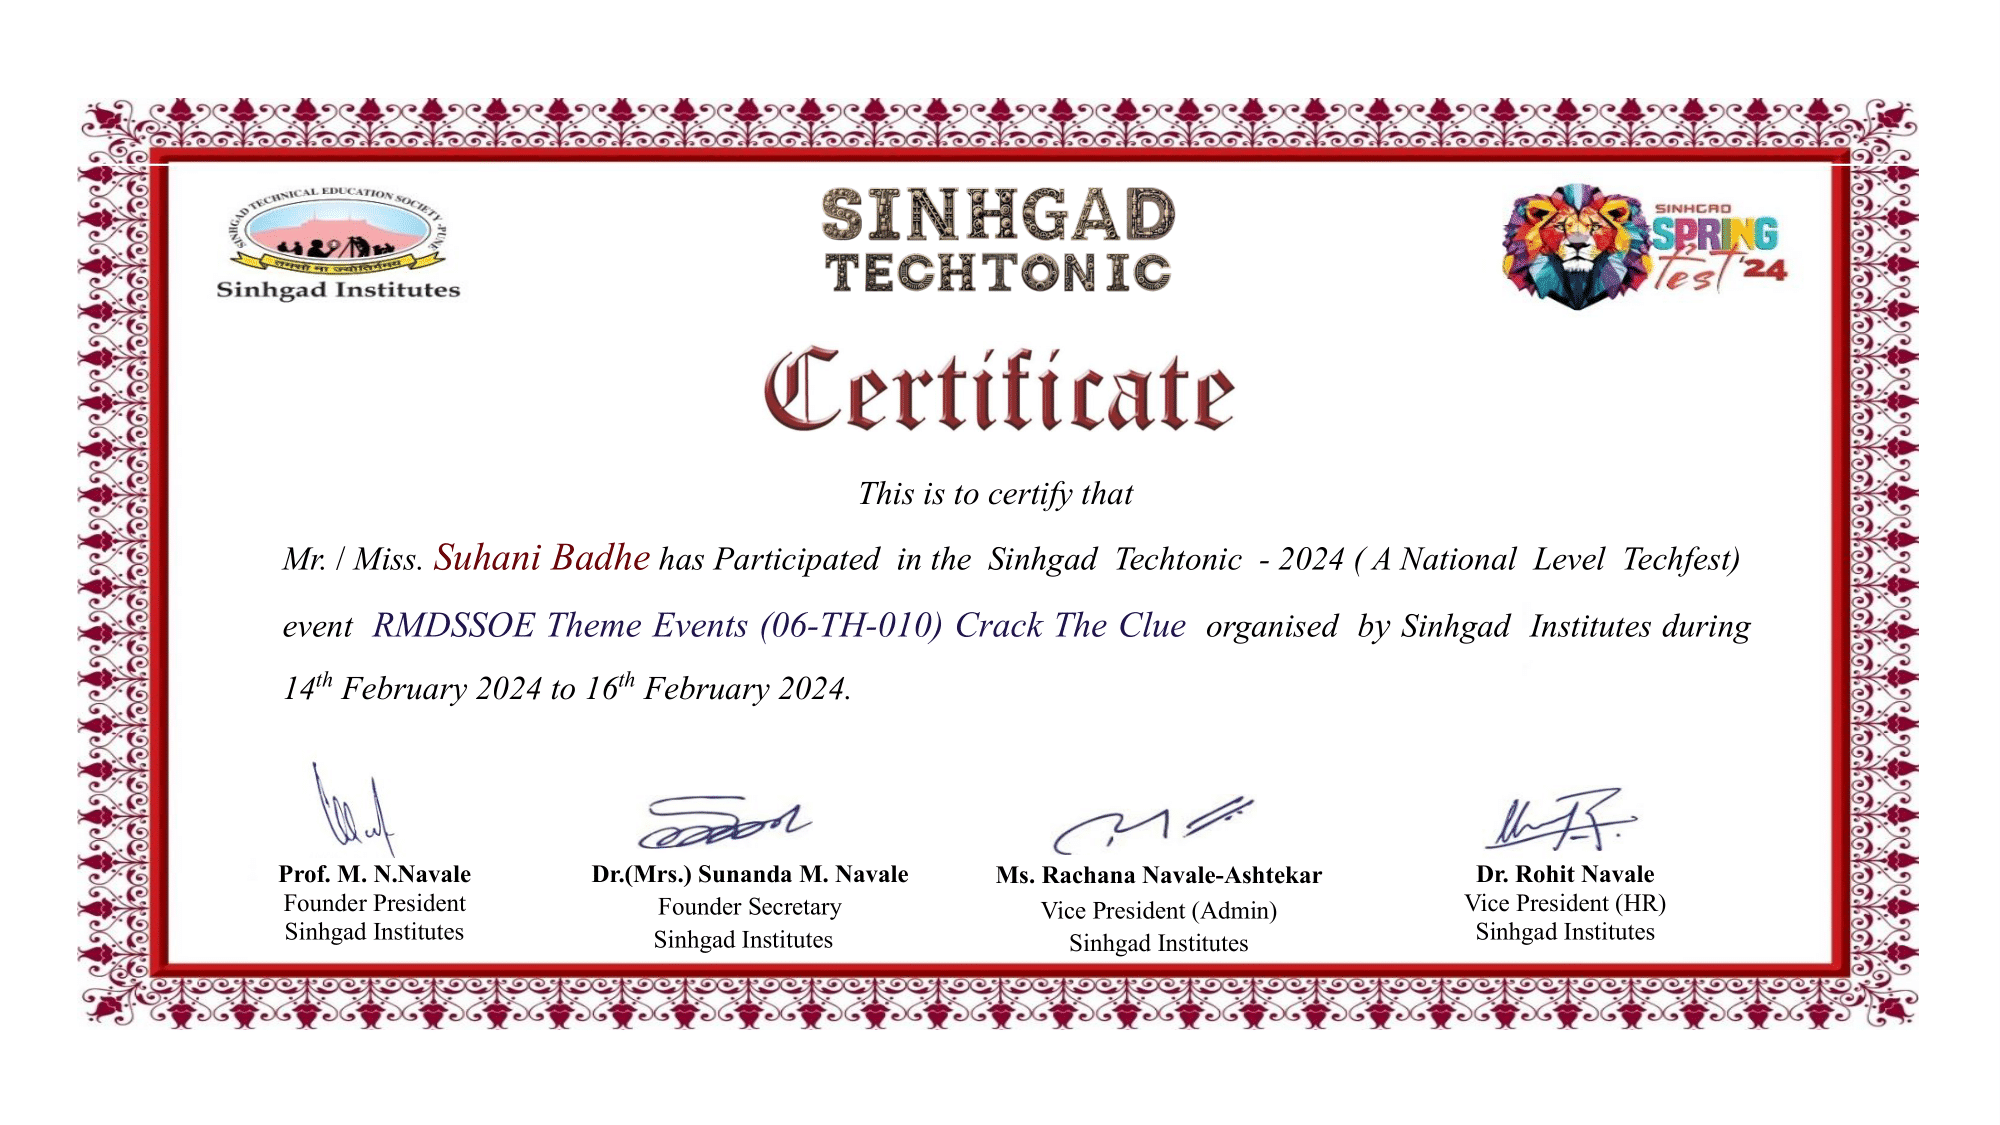 SINHGAD TECHNICAL EDUCATION SOCIETY - PUNE
तमसो मा ज्योतिर्गमय
Sinhgad Institutes
SINHGAD
TECHTONIC
SINHGAD
SPRING
fest '24
Certificate
This is to certify that
Mr. / Miss. Suhani Badhe has Participated in the Sinhgad Techtonic - 2024 ( A National Level Techfest)
event RMDSSOE Theme Events (06-TH-010) Crack The Clue organised by Sinhgad Institutes during
14th February 2024 to 16th February 2024.
Prof. M. N.Navale
Founder President
Sinhgad Institutes
Dr.(Mrs.) Sunanda M. Navale
Founder Secretary
Sinhgad Institutes
Ms. Rachana Navale-Ashtekar
Vice President (Admin)
Sinhgad Institutes
Dr. Rohit Navale
Vice President (HR)
Sinhgad Institutes